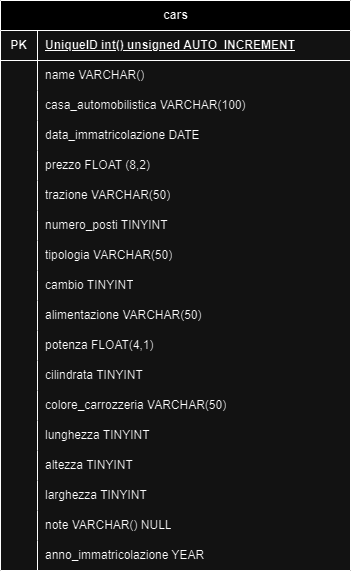 cars
PK UniqueID int() unsigned AUTO_INCREMENT
name VARCHAR()
casa_automobilistica VARCHAR(100)
data_immatricolazione DATE
prezzo FLOAT (8,2)
trazione VARCHAR(50)
numero_posti TINYINT
tipologia VARCHAR(50)
cambio TINYINT
alimentazione VARCHAR(50)
potenza FLOAT(4,1)
cilindrata TINYINT
colore_carrozzeria VARCHAR(50)
lunghezza TINYINT
altezza TINYINT
larghezza TINYINT
note VARCHAR() NULL
anno_immatricolazione YEAR